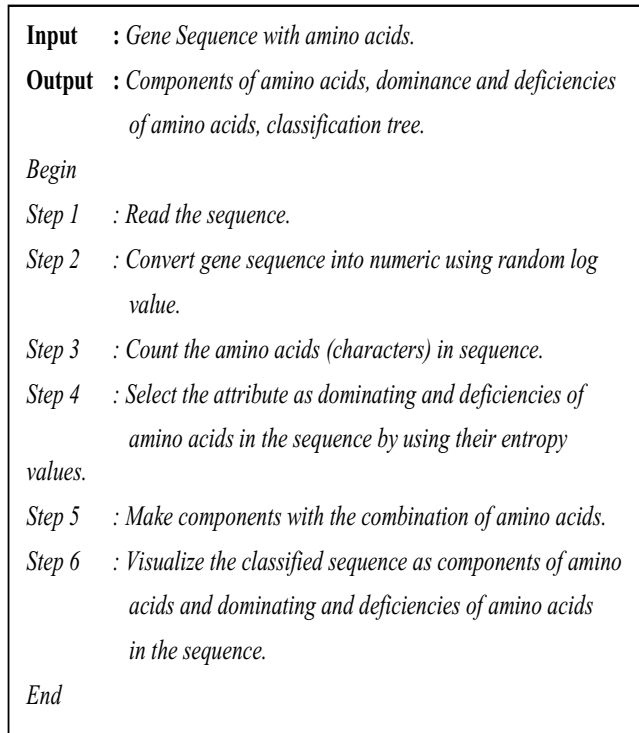 Input : Gene Sequence with amino acids.
Output : Components of amino acids, dominance and deficiencies
of amino acids, classification tree.
Begin
Step 1 : Read the sequence.
Step 2 : Convert gene sequence into numeric using random log
value.
Step 3 : Count the amino acids (characters) in sequence.
Step 4 : Select the attribute as dominating and deficiencies of
amino acids in the sequence by using their entropy
values.
Step 5 : Make components with the combination of amino acids.
Step 6 : Visualize the classified sequence as components of amino
acids and dominating and deficiencies of amino acids
in the sequence.
End